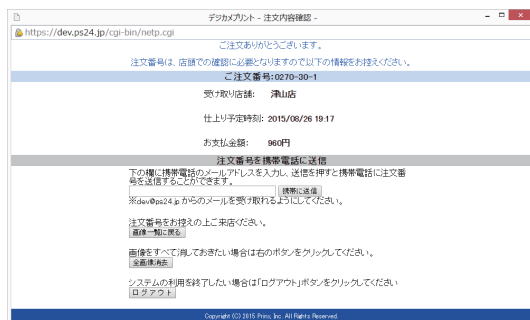 デジカメプリント - 注文内容確認 -
https://dev.ps24.jp/cgi-bin/netp.cgi
ご注文ありがとうございます。
注文番号は、店頭での確認に必要となりますので以下の情報をお控えください。
ご注文番号:0270-30-1
受け取り店舗: 津山店
仕上り予定時刻: 2015/08/26 19:17
お支払金額: 960円
注文番号を携帯電話に送信
下の欄に携帯電話のメールアドレスを入力し、送信を押すと携帯電話に注文番
号を送信することができます。
携帯に送信
※dev@ps24.jp からのメールを受け取れるようにしてください。
注文番号をお控えの上ご来店ください。
画像一覧に戻る
画像をすべて消しておきたい場合は右のボタンをクリックしてください。
全画像消去
システムの利用を終了したい場合は「ログアウト」ボタンをクリックしてください
ログアウト
Copyright (C) 2015 Prins, Inc. All Rights Reserved.